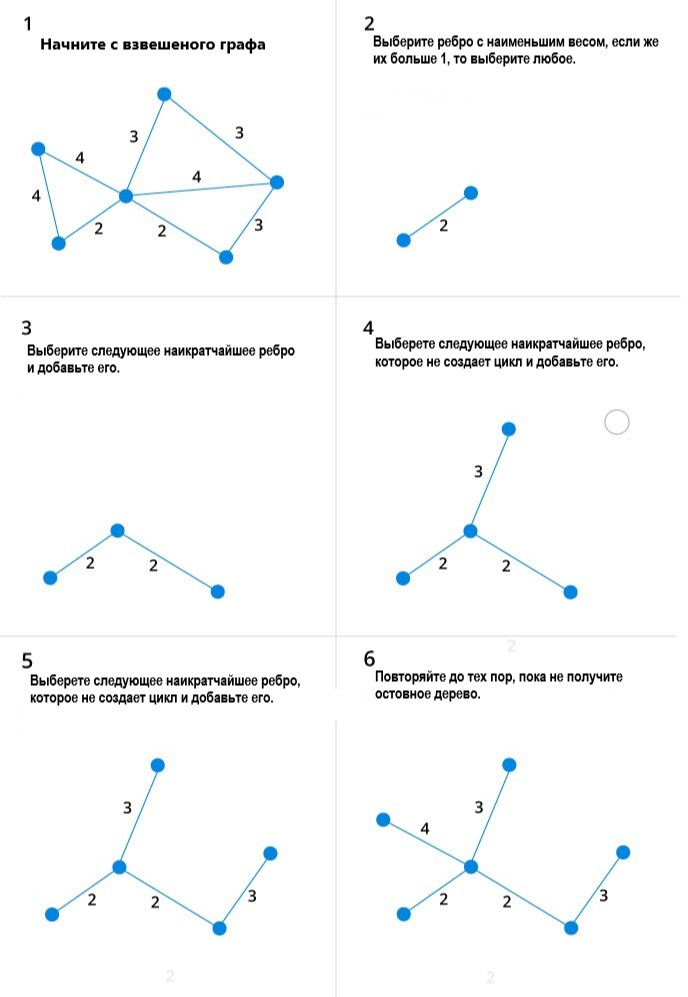 1
Начните с взвешеного графа
3
3
4
4
4
2
2
3
2
Выберите ребро с наименьшим весом, если же
их больше 1, то выберите любое.
2
3
Выберите следующее наикратчайшее ребро
и добавьте его.
2
2
4
Выберете следующее наикратчайшее ребро,
которое не создает цикл и добавьте его.
3
2
2
2
5
Выберете следующее наикратчайшее ребро,
которое не создает цикл и добавьте его.
3
2
2
3
2
6
Повторяйте до тех пор, пока не получите
остовное дерево.
3
4
2
2
3
2